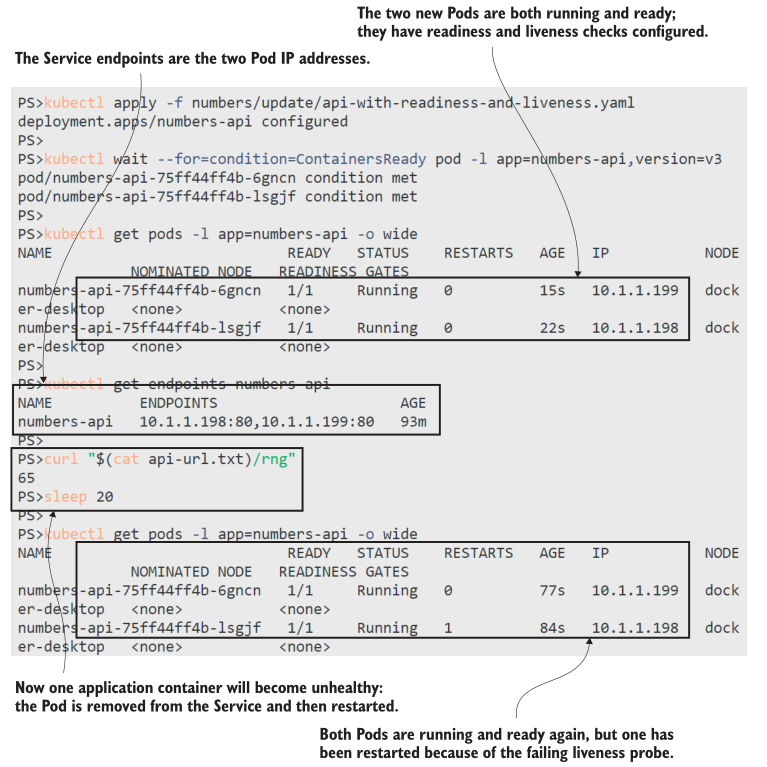 The two new Pods are both running and ready;
they have readiness and liveness checks configured.
The Service endpoints are the two Pod IP addresses.
PS>kubectl apply -f numbers/update/api-with-readiness-and-liveness.yaml
deployment.apps/numbers-api configured
PS>
PS>kubectl wait --for=condition=ContainersReady pod -l app=numbers-api,version=v3
pod/numbers-api-75ff44ff4b-6gncn condition met
pod/numbers-api-75ff44ff4b-lsgjf condition met
PS>
PS>kubectl get pods -l app=numbers-api -o wide
NAME READY STATUS RESTARTS AGE IP NODE
NOMINATED NODE READINESS GATES
numbers-api-75ff44ff4b-6gncn 1/1 Running 0 15s 10.1.1.199 dock
er-desktop <none> <none>
numbers-api-75ff44ff4b-lsgjf 1/1 Running 0 22s 10.1.1.198 dock
er-desktop <none> <none>
PS>
PS>kubectl get endpoints numbers-api
NAME ENDPOINTS AGE
numbers-api 10.1.1.198:80,10.1.1.199:80 93m
PS>
PS>curl "$(cat api-url.txt)/rng"
65
PS>sleep 20
PS>
PS>kubectl get pods -l app=numbers-api -o wide
NAME READY STATUS RESTARTS AGE IP NODE
NOMINATED NODE READINESS GATES
numbers-api-75ff44ff4b-6gncn 1/1 Running 0 77s 10.1.1.199 dock
er-desktop <none> <none>
numbers-api-75ff44ff4b-lsgjf 1/1 Running 1 84s 10.1.1.198 dock
er-desktop <none> <none>
Now one application container will become unhealthy:
the Pod is removed from the Service and then restarted.
Both Pods are running and ready again, but one has
been restarted because of the failing liveness probe.